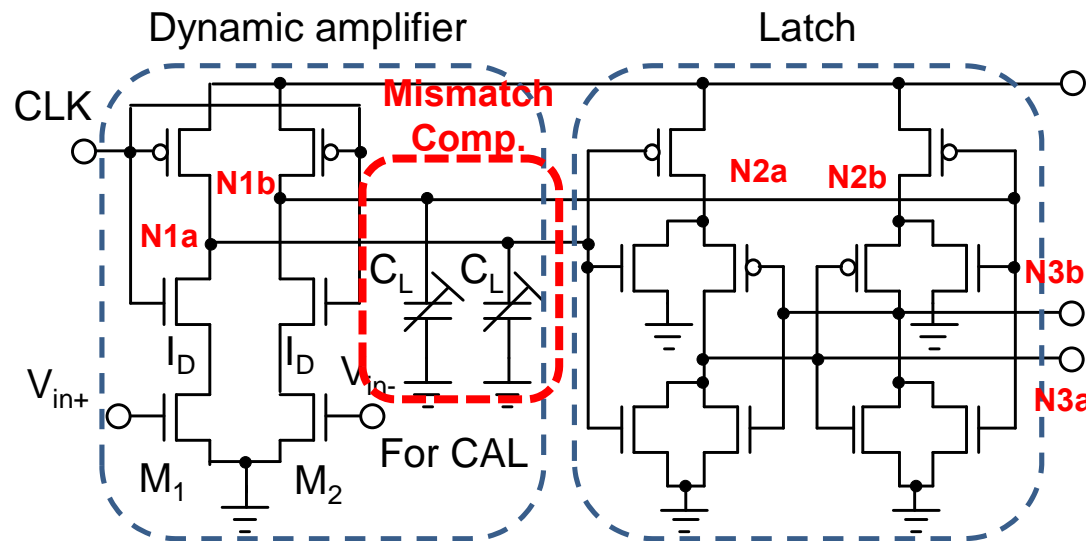 Dynamic amplifier
Latch
Mismatch
Comp.
CLK
N1b
N1a
N2a
N2b
C_L
C_L
N3b
I_D
I_D
V_in+
V_in-
N3a
For CAL
M_1
M_2